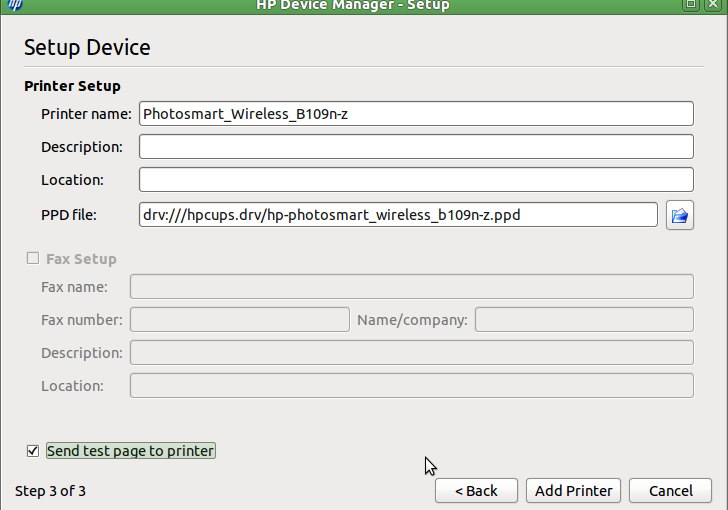 hp HP Device Manager - Setup
Setup Device
Printer Setup
Printer name: Photosmart_Wireless_B109n-z
Description:
Location:
PPD file: drv:///hpcups.drv/hp-photosmart_wireless_b109n-z.ppd
Fax Setup
Fax name:
Fax number: Name/company:
Description:
Location:
Send test page to printer
Step 3 of 3 < Back Add Printer Cancel